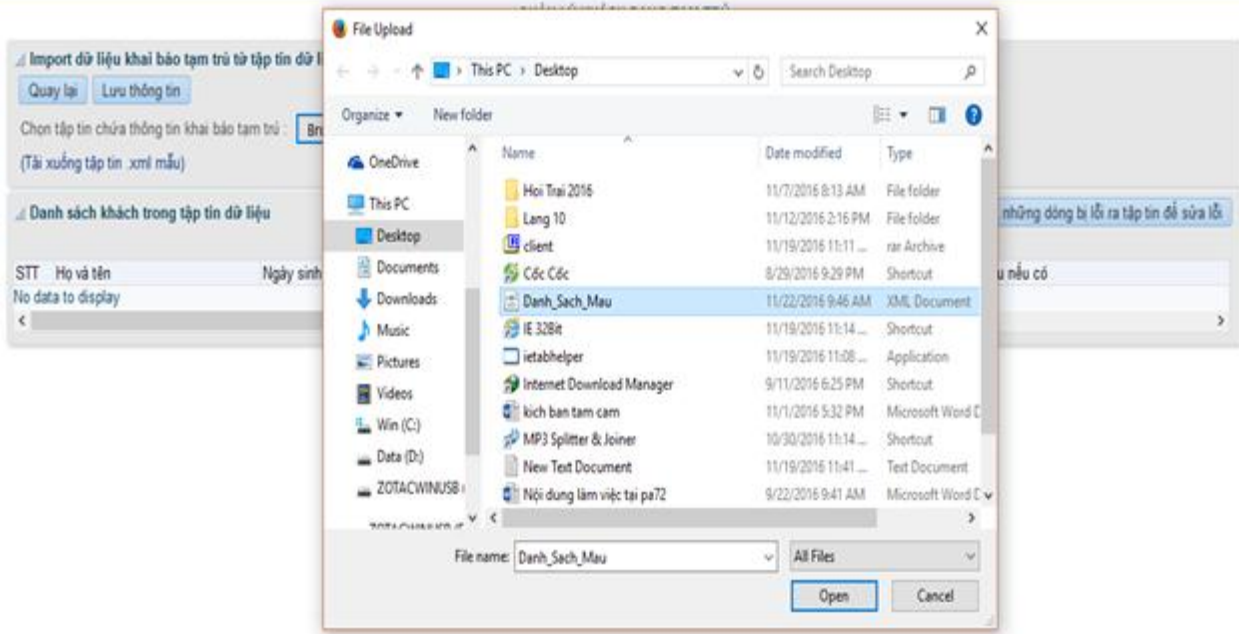 File Upload
Import dữ liệu khai báo tạm trú từ tập tin dữ l
This PC > Desktop
Search Desktop
Quay lại
Lưu thông tin
Organize
New folder
Chọn tập tin chứa thông tin khai báo tạm trú :
(Tải xuống tập tin .xml mẫu)
OneDrive
This PC
Desktop
Documents
Downloads
Music
Pictures
Videos
Win (C:)
Data (D:)
ZOTACWINUSB
Name Date modified Type
Hoi Trai 2016 11/7/2016 8:13 AM File folder
Lang 10 11/12/2016 2:16 PM File folder
client 11/19/2016 11:11 ... rar Archive
Cốc Cốc 8/29/2016 9:29 PM Shortcut
Danh_Sach_Mau 11/22/2016 9:46 AM XML Document
IE 32Bit 11/19/2016 11:14 ... Shortcut
ietabhelper 11/19/2016 11:08 ... Application
Internet Download Manager 9/11/2016 6:25 PM Shortcut
kich ban tam cam 11/1/2016 5:32 PM Microsoft Word D
MP3 Splitter & Joiner 10/30/2016 11:14 ... Shortcut
New Text Document 11/19/2016 11:41 ... Text Document
Nội dung làm việc tại pa72 9/22/2016 9:41 AM Microsoft Word D
Danh sách khách trong tập tin dữ liệu
những dòng bị lỗi ra tập tin để sửa lỗi
STT Họ và tên Ngày sinh
u nếu có
No data to display
File name: Danh_Sach_Mau
All Files
Open
Cancel